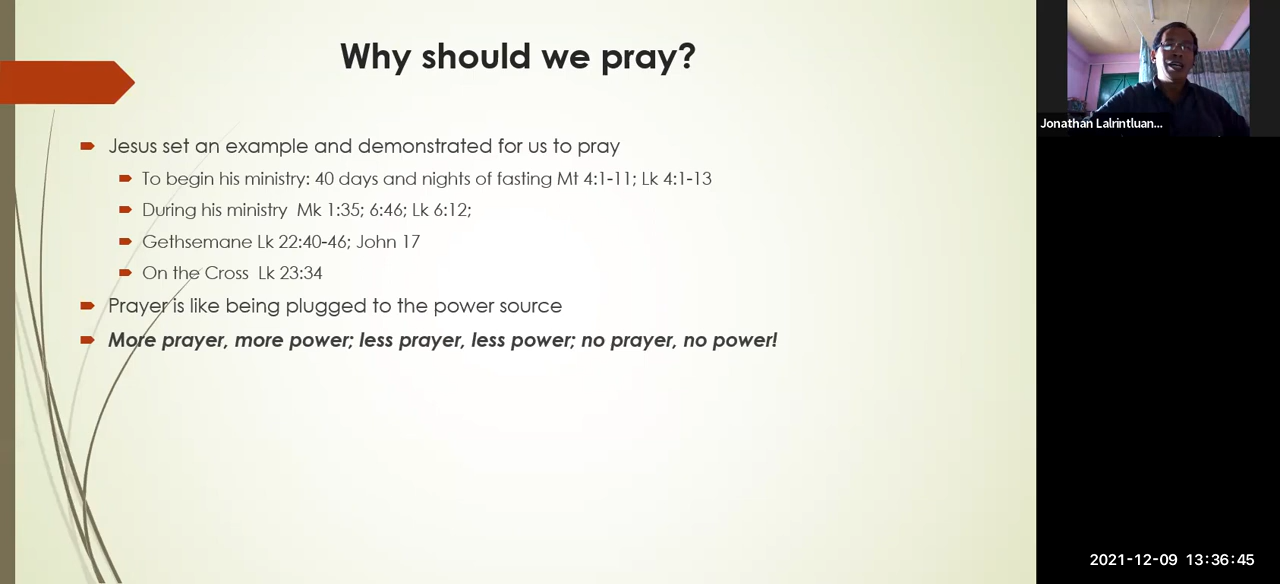 Why should we pray?
Jesus set an example and demonstrated for us to pray
To begin his ministry: 40 days and nights of fasting Mt 4:1-11; Lk 4:1-13
During his ministry  Mk 1:35; 6:46; Lk 6:12;
Gethsemane Lk 22:40-46; John 17
On the Cross  Lk 23:34
Prayer is like being plugged to the power source
More prayer, more power; less prayer, less power; no prayer, no power!
Jonathan Lalrintluan...
2021-12-09 13:36:45